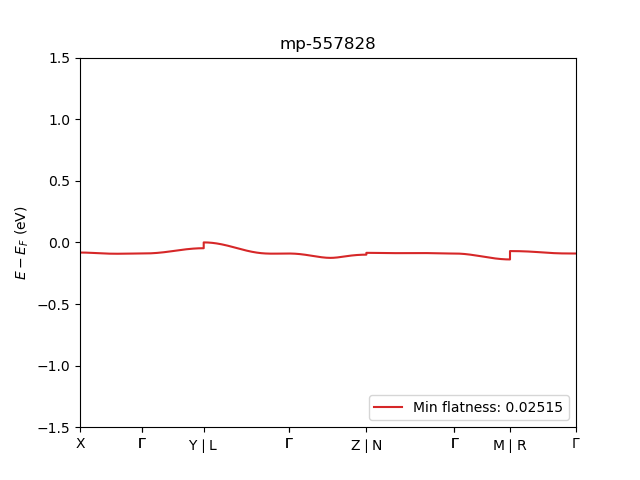 mp-557828
E − E_F (eV)
1.5
1.0
0.5
0.0
−0.5
−1.0
−1.5
Min flatness: 0.02515
X Γ Y | L Γ Z | N Γ M | R Γ